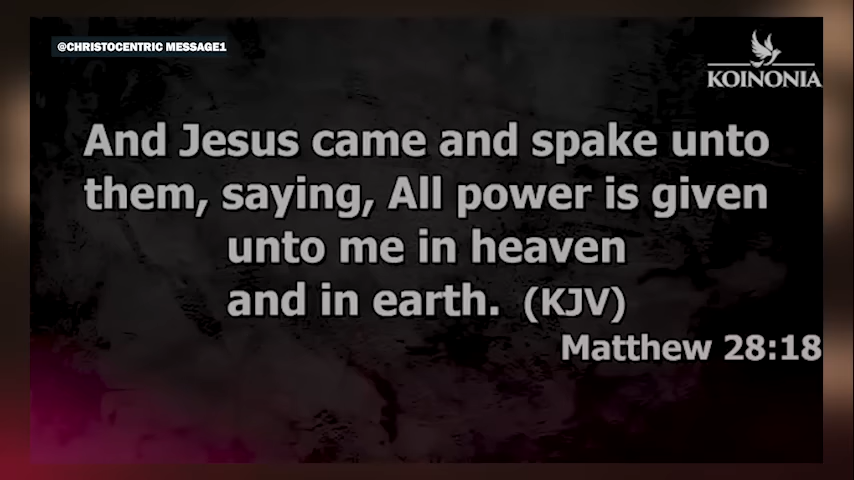 @CHRISTOCENTRIC MESSAGE1
KOINONIA
And Jesus came and spake unto
them, saying, All power is given
unto me in heaven
and in earth. (KJV)
Matthew 28:18